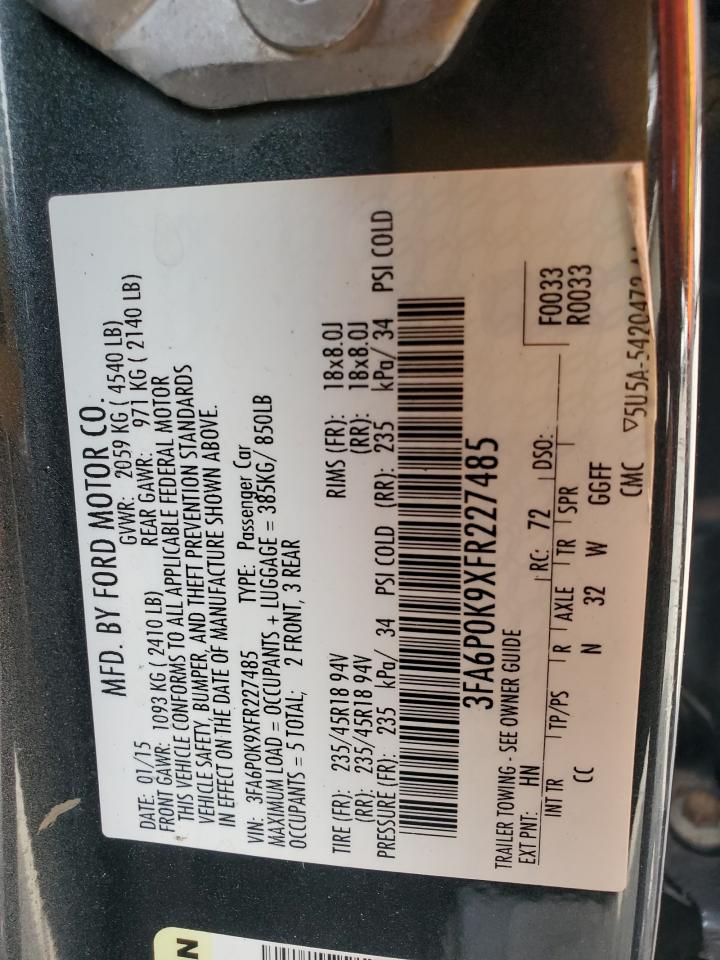 MFD. BY FORD MOTOR CO.
DATE: 01/15 GVWR: 2059 KG ( 4540 LB)
FRONT GAWR: 1093 KG ( 2410 LB) REAR GAWR: 971 KG ( 2140 LB)
THIS VEHICLE CONFORMS TO ALL APPLICABLE FEDERAL MOTOR
VEHICLE SAFETY, BUMPER, AND THEFT PREVENTION STANDARDS
IN EFFECT ON THE DATE OF MANUFACTURE SHOWN ABOVE.
VIN: 3FA6P0K9XFR227485 TYPE: Passenger Car
MAXIMUM LOAD = OCCUPANTS + LUGGAGE = 385KG/ 850LB
OCCUPANTS = 5 TOTAL; 2 FRONT, 3 REAR
TIRE (FR): 235/45R18 94V RIMS (FR): 18x8.0J
(RR): 235/45R18 94V (RR): 18x8.0J
PRESSURE (FR): 235 kPa/ 34 PSI COLD (RR): 235 kPa/ 34 PSI COLD
3FA6P0K9XFR227485
TRAILER TOWING - SEE OWNER GUIDE
EXT PNT: HN RC: 72 DSO: F0033
R0033
INT TR TP/PS R AXLE TR SPR
CC N 32 W GGFF
CMC ▽5U5A-5420472
N